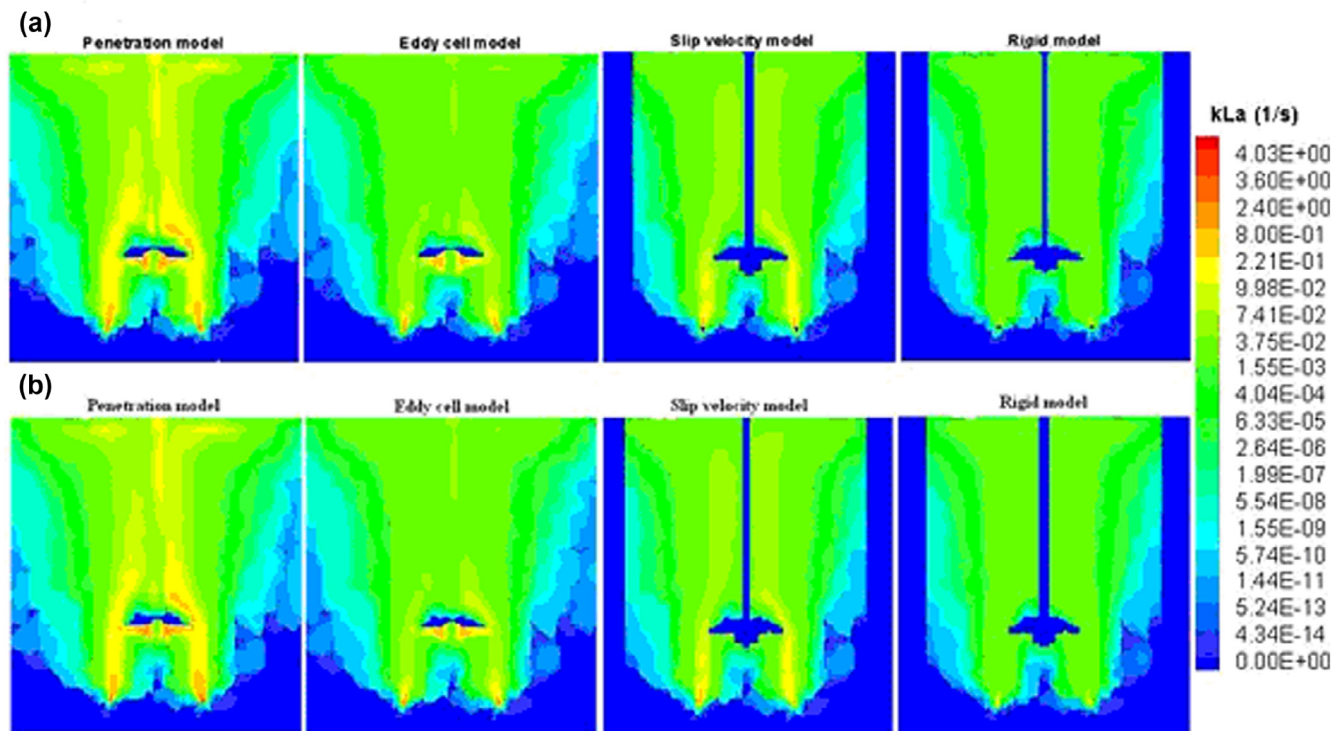 (a)
Penetration model Eddy cell model Slip velocity model Rigid model
kLa (1/s)
4.03E+00
3.60E+00
2.40E+00
8.00E-01
2.21E-01
9.98E-02
7.41E-02
3.75E-02
1.55E-03
4.04E-04
6.33E-05
2.64E-06
1.99E-07
5.54E-08
1.55E-09
5.74E-10
1.44E-11
5.24E-13
4.34E-14
0.00E+00
(b)
Penetration model Eddy cell model Slip velocity model Rigid model